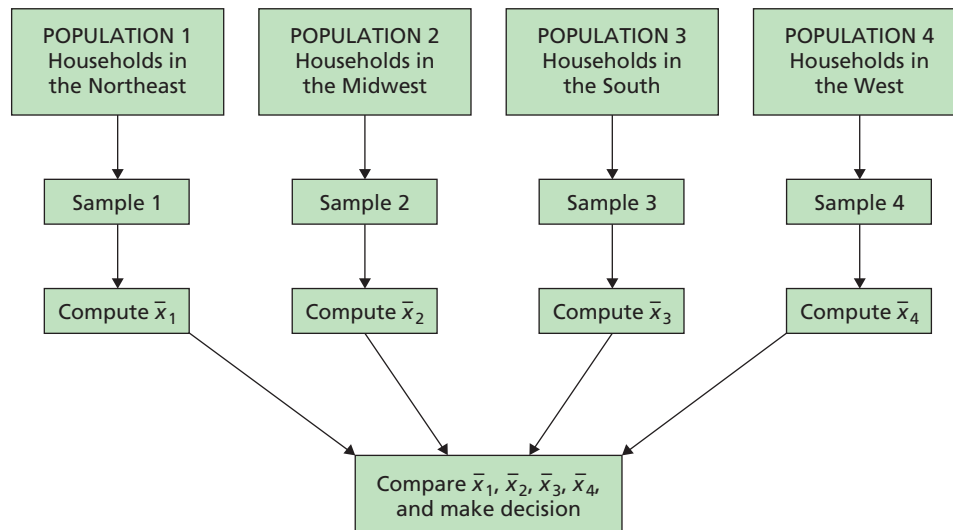 POPULATION 1
Households in
the Northeast
POPULATION 2
Households in
the Midwest
POPULATION 3
Households in
the South
POPULATION 4
Households in
the West
Sample 1
Sample 2
Sample 3
Sample 4
Compute x̄₁
Compute x̄₂
Compute x̄₃
Compute x̄₄
Compare x̄₁, x̄₂, x̄₃, x̄₄,
and make decision